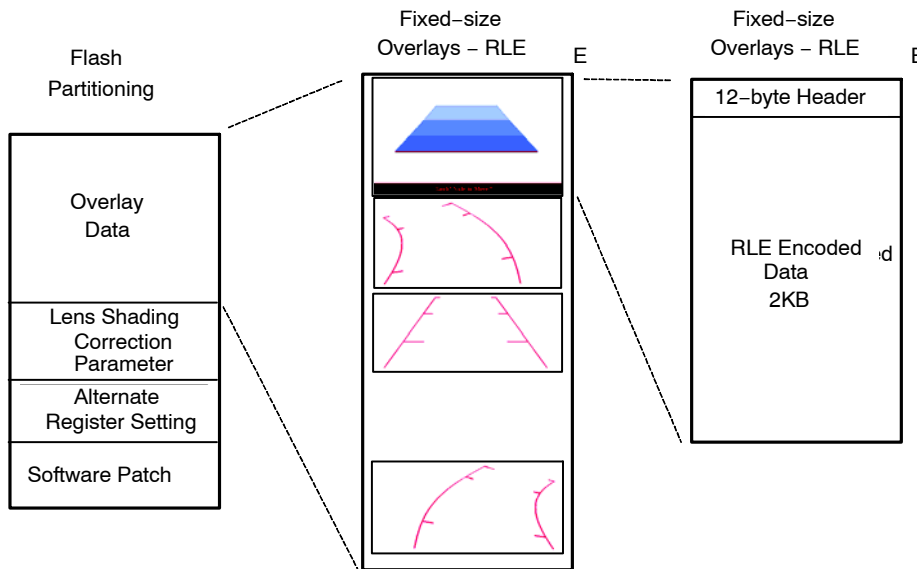 Flash
Partitioning
Overlay
Data
Lens Shading
Correction
Parameter
Alternate
Register Setting
Software Patch
Fixed−size
Overlays − RLE
E
Fixed−size
Overlays − RLE
E
12−byte Header
RLE Encoded
ed
Data
2KB